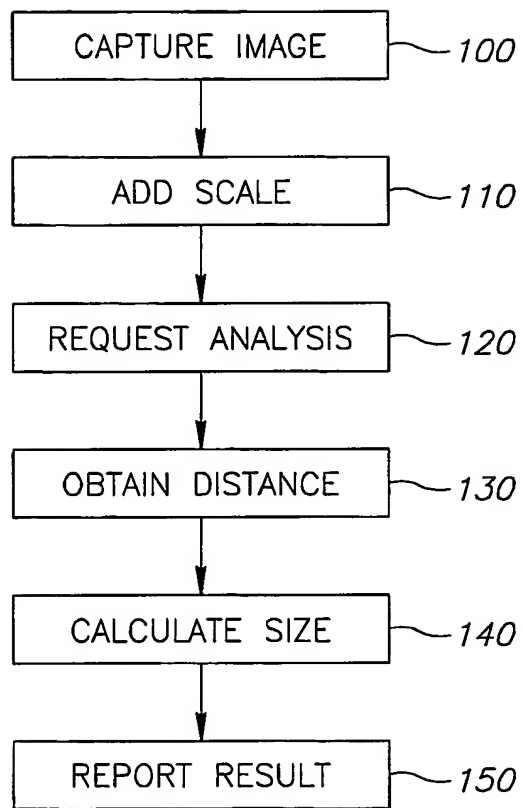 CAPTURE IMAGE 100
ADD SCALE 110
REQUEST ANALYSIS 120
OBTAIN DISTANCE 130
CALCULATE SIZE 140
REPORT RESULT 150